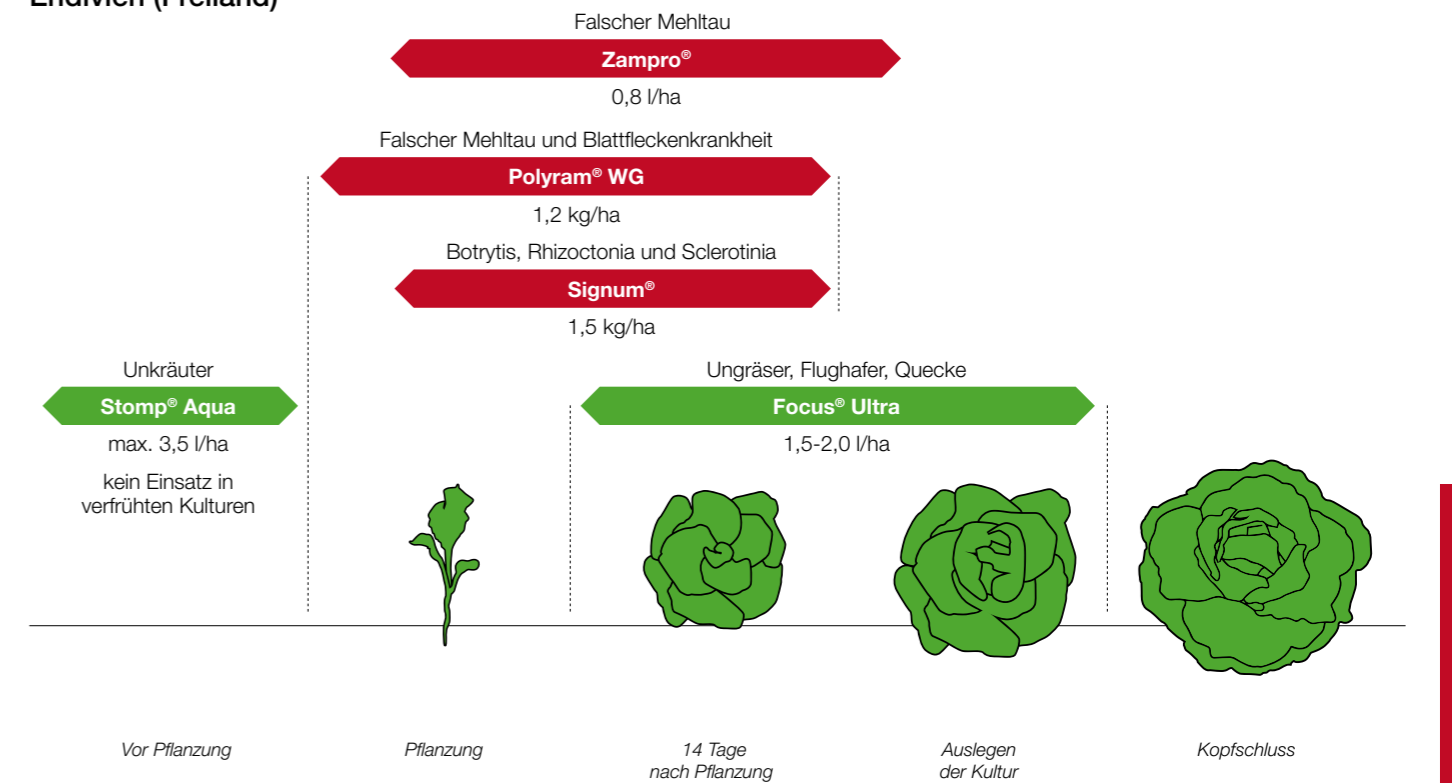 Endivien (Freiland)
Falscher Mehltau
Zampro®
0,8 l/ha
Falscher Mehltau und Blattfleckenkrankheit
Polyram® WG
1,2 kg/ha
Botrytis, Rhizoctonia und Sclerotinia
Signum®
1,5 kg/ha
Unkräuter
Stomp® Aqua
max. 3,5 l/ha
kein Einsatz in
verfrühten Kulturen
Ungräser, Flughafer, Quecke
Focus® Ultra
1,5-2,0 l/ha
Vor Pflanzung
Pflanzung
14 Tage
nach Pflanzung
Auslegen
der Kultur
Kopfschluss